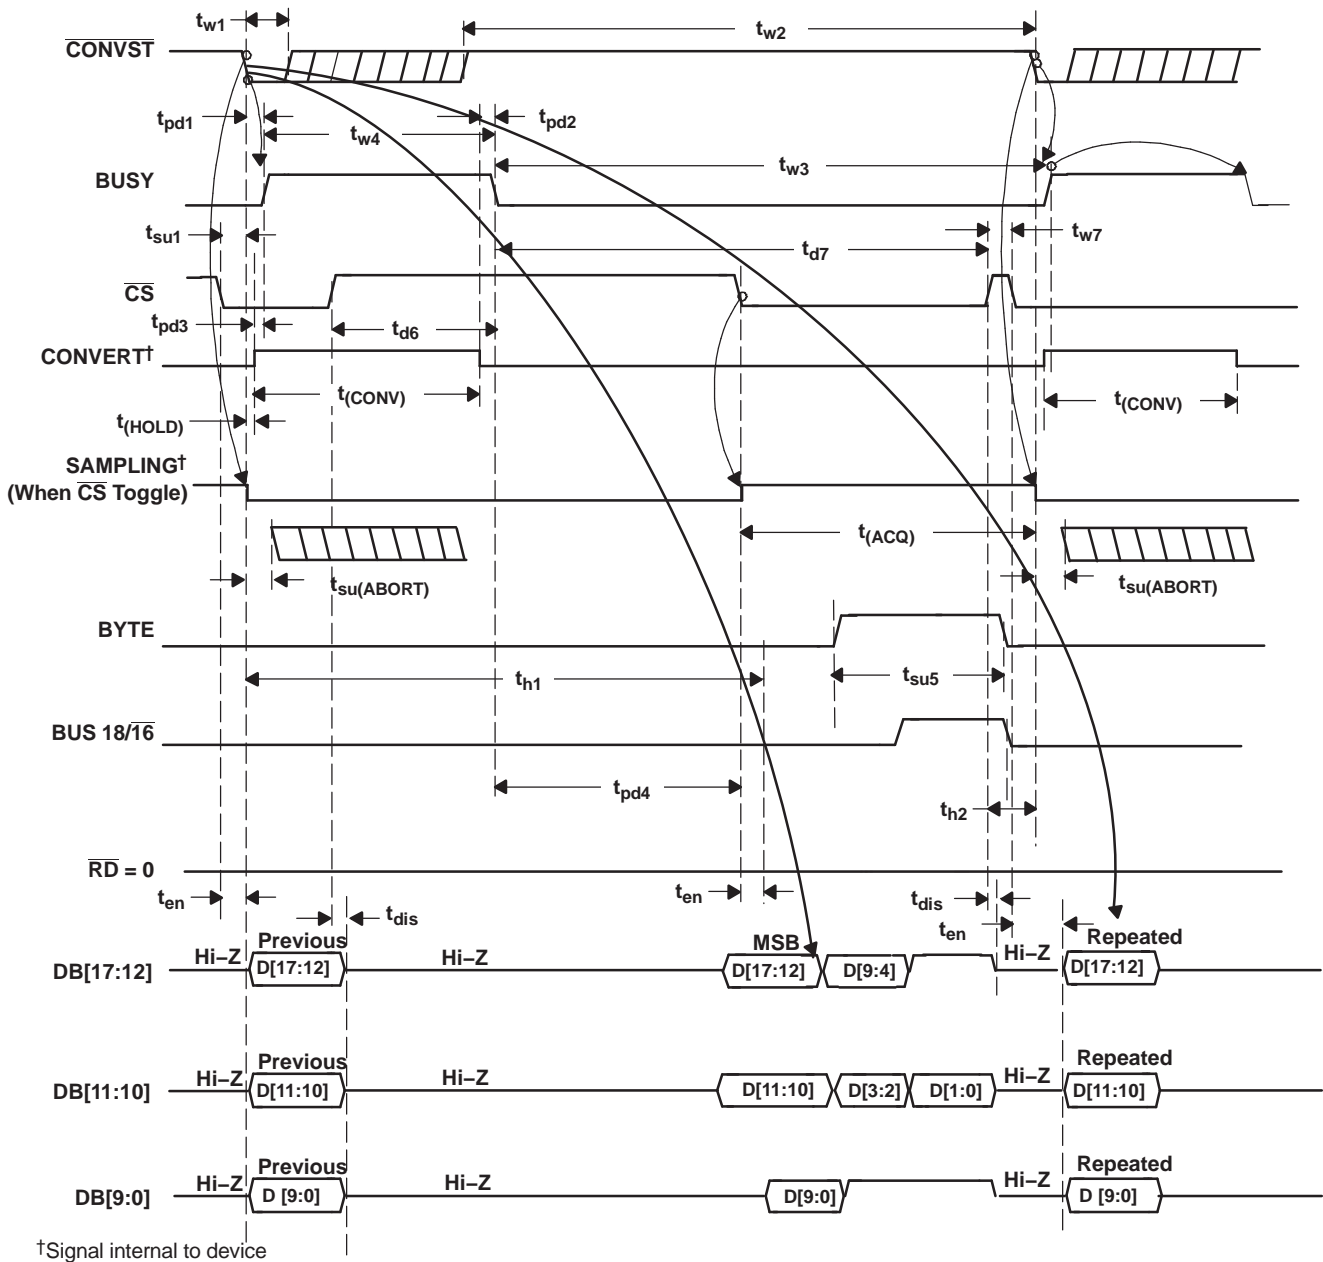 tw1
tw2
CONVST
tpd1
tw4
tpd2
tw3
BUSY
tsu1
td7
tw7
CS
tpd3
td6
CONVERT†
t(CONV)
t(CONV)
t(HOLD)
SAMPLING†
(When CS Toggle)
t(ACQ)
tsu(ABORT)
tsu(ABORT)
BYTE
th1
tsu5
BUS 18/16
tpd4
th2
RD = 0
ten
tdis
ten
tdis
ten
Previous
MSB
Repeated
DB[17:12]
Hi–Z
D[17:12]
Hi–Z
D[17:12]
D[9:4]
Hi–Z
D[17:12]
Previous
Repeated
DB[11:10]
Hi–Z
D[11:10]
Hi–Z
D[11:10]
D[3:2]
D[1:0]
Hi–Z
D[11:10]
Previous
Repeated
DB[9:0]
Hi–Z
D [9:0]
Hi–Z
D[9:0]
Hi–Z
D [9:0]
†Signal internal to device